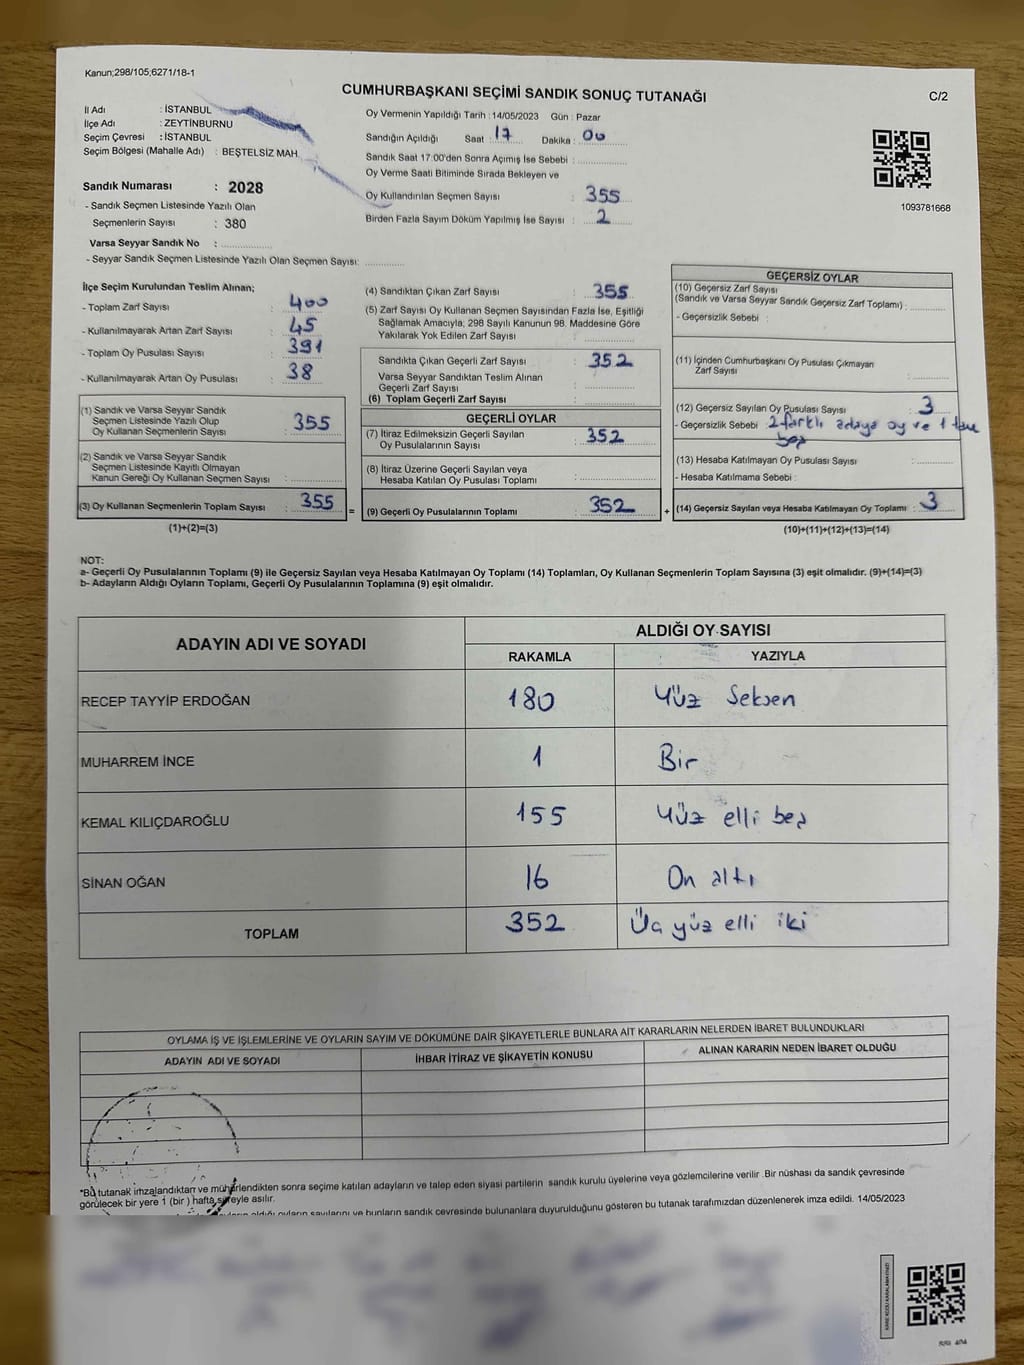 Kanun;298/105;6271/18-1
CUMHURBAŞKANI SEÇİMİ SANDIK SONUÇ TUTANAĞI
C/2
İl Adı : İSTANBUL
İlçe Adı : ZEYTİNBURNU
Seçim Çevresi : İSTANBUL
Seçim Bölgesi (Mahalle Adı) : BEŞTELSİZ MAH.
Sandık Numarası : 2028
- Sandık Seçmen Listesinde Yazılı Olan
Seçmenlerin Sayısı : 380
Varsa Seyyar Sandık No :
- Seyyar Sandık Seçmen Listesinde Yazılı Olan Seçmen Sayısı:
Oy Vermenin Yapıldığı Tarih : 14/05/2023 Gün : Pazar
Sandığın Açıldığı Saat : 17 Dakika : 00
Sandık Saat 17:00'den Sonra Açımış İse Sebebi :
Oy Verme Saati Bitiminde Sırada Bekleyen ve
Oy Kullandırılan Seçmen Sayısı : 355
Birden Fazla Sayım Döküm Yapılmış İse Sayısı : 2
1093781668
İlçe Seçim Kurulundan Teslim Alınan;
- Toplam Zarf Sayısı : 400
- Kullanılmayarak Artan Zarf Sayısı : 45
- Toplam Oy Pusulası Sayısı : 391
- Kullanılmayarak Artan Oy Pusulası : 38
(1) Sandık ve Varsa Seyyar Sandık
Seçmen Listesinde Yazılı Olup
Oy Kullanan Seçmenlerin Sayısı : 355
(2) Sandık ve Varsa Seyyar Sandık
Seçmen Listesinde Kayıtlı Olmayan
Kanun Gereği Oy Kullanan Seçmen Sayısı :
(3) Oy Kullanan Seçmenlerin Toplam Sayısı : 355
(1)+(2)=(3)
=
(4) Sandıktan Çıkan Zarf Sayısı : 355
(5) Zarf Sayısı Oy Kullanan Seçmen Sayısından Fazla İse, Eşitliği
Sağlamak Amacıyla, 298 Sayılı Kanunun 98. Maddesine Göre
Yakılarak Yok Edilen Zarf Sayısı :
Sandıkta Çıkan Geçerli Zarf Sayısı : 352
Varsa Seyyar Sandıktan Teslim Alınan
Geçerli Zarf Sayısı :
(6) Toplam Geçerli Zarf Sayısı :
GEÇERLİ OYLAR
(7) İtiraz Edilmeksizin Geçerli Sayılan
Oy Pusulalarının Sayısı : 352
(8) İtiraz Üzerine Geçerli Sayılan veya
Hesaba Katılan Oy Pusulası Toplamı :
(9) Geçerli Oy Pusulalarının Toplamı : 352
+
GEÇERSİZ OYLAR
(10) Geçersiz Zarf Sayısı
(Sandık ve Varsa Seyyar Sandık Geçersiz Zarf Toplamı) :
- Geçersizlik Sebebi :
(11) İçinden Cumhurbaşkanı Oy Pusulası Çıkmayan
Zarf Sayısı :
(12) Geçersiz Sayılan Oy Pusulası Sayısı : 3
- Geçersizlik Sebebi : 2 farklı adaya oy ve 1 tane
boş
(13) Hesaba Katılmayan Oy Pusulası Sayısı :
- Hesaba Katılmama Sebebi :
(14) Geçersiz Sayılan veya Hesaba Katılmayan Oy Toplamı : 3
(10)+(11)+(12)+(13)=(14)
NOT:
a- Geçerli Oy Pusulalarının Toplamı (9) ile Geçersiz Sayılan veya Hesaba Katılmayan Oy Toplamı (14) Toplamları, Oy Kullanan Seçmenlerin Toplam Sayısına (3) eşit olmalıdır. (9)+(14)=(3)
b- Adayların Aldığı Oyların Toplamı, Geçerli Oy Pusulalarının Toplamına (9) eşit olmalıdır.
ADAYIN ADI VE SOYADI
ALDIĞI OY SAYISI
RAKAMLA YAZIYLA
RECEP TAYYİP ERDOĞAN 180 Yüz Seksen
MUHARREM İNCE 1 Bir
KEMAL KILIÇDAROĞLU 155 Yüz elli beş
SİNAN OĞAN 16 On altı
TOPLAM 352 Üç yüz elli iki
OYLAMA İŞ VE İŞLEMLERİNE VE OYLARIN SAYIM VE DÖKÜMÜNE DAİR ŞİKAYETLERLE BUNLARA AİT KARARLARIN NELERDEN İBARET BULUNDUKLARI
ADAYIN ADI VE SOYADI İHBAR İTİRAZ VE ŞİKAYETİN KONUSU ALINAN KARARIN NEDEN İBARET OLDUĞU
*Bu tutanak imzalandıktan ve mühürlendikten sonra seçime katılan adayların ve talep eden siyasi partilerin sandık kurulu üyelerine veya gözlemcilerine verilir .Bir nüshası da sandık çevresinde
görülecek bir yere 1 (bir ) hafta süreyle asılır.
aldığı oyların sayılarını ve bunların sandık çevresinde bulunanlara duyurulduğunu gösteren bu tutanak tarafımızdan düzenlenerek imza edildi. 14/05/2023